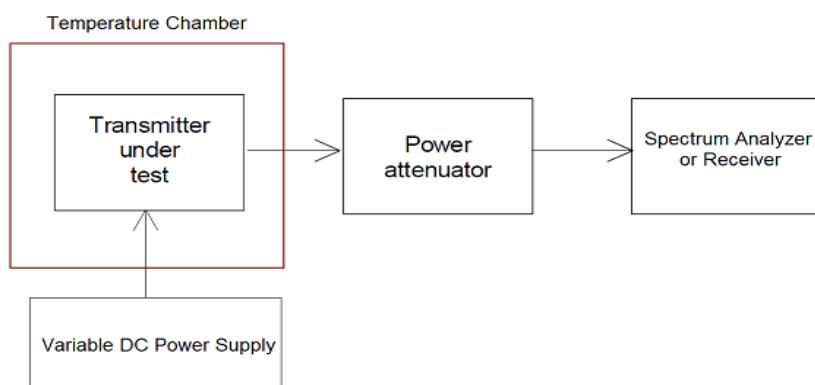 Temperature Chamber
Transmitter
under
test
Power
attenuator
Spectrum Analyzer
or Receiver
Variable DC Power Supply